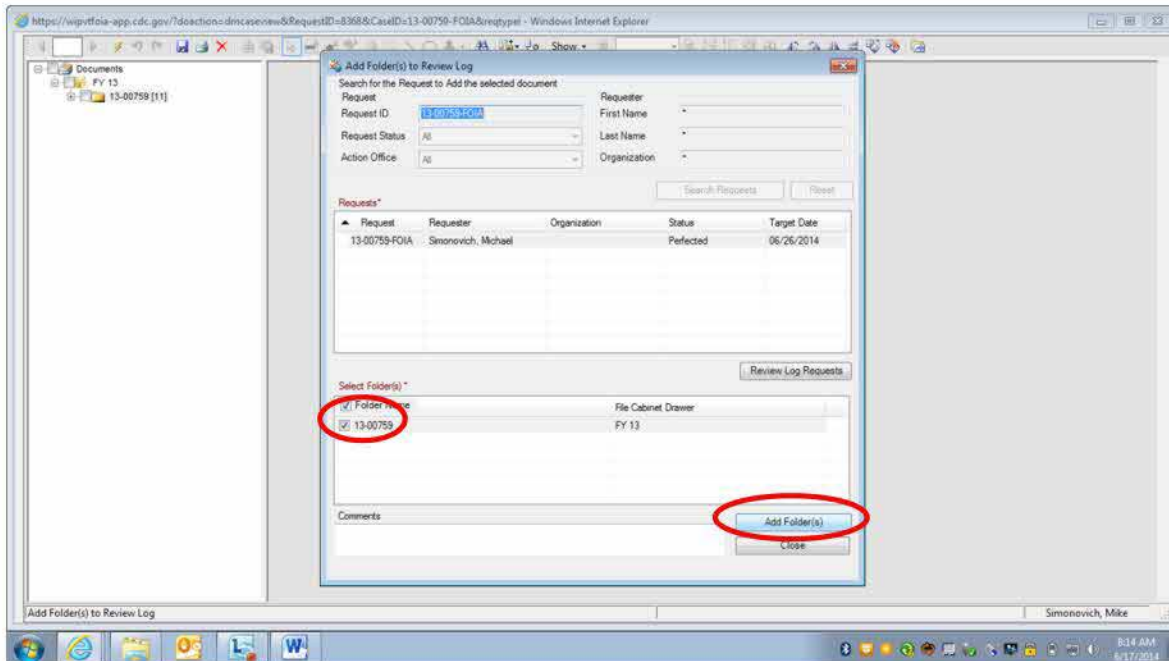 https://wipvtfoia-app.cdc.gov/?doaction=dmcaseview&RequestID=8368&CaseID=13-00759-FOIA&reqtypel - Windows Internet Explorer
Show
Documents
FY 13
13-00759 [11]
Add Folder(s) to Review Log
Search for the Request to Add the selected document
Request Requester
Request ID 13-00759-FOIA First Name *
Request Status All Last Name *
Action Office All Organization *
Search Requests Reset
Requests*
Request Requester Organization Status Target Date
13-00759-FOIA Simonovich, Michael Perfected 06/26/2014
Review Log Requests
Select Folder(s) *
Folder Name File Cabinet Drawer
13-00759 FY 13
Comments
Add Folder(s)
Close
Add Folder(s) to Review Log Simonovich, Mike
8:14 AM
6/17/2014